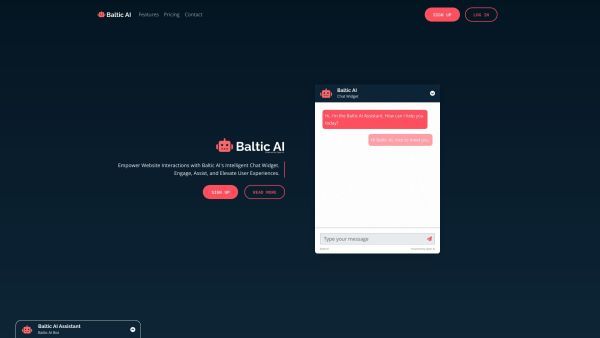 Baltic AI
Features
Pricing
Contact
SIGN UP
LOG IN
Baltic AI
Chat Widget
Hi, I'm the Baltic AI Assistant. How can I help you
today?
Hi Baltic AI, nice to meet you.
Baltic AI
Empower Website Interactions with Baltic AI's Intelligent Chat Widget.
Engage, Assist, and Elevate User Experiences.
SIGN UP
READ MORE
Type your message
Baltic AI Assistant
Baltic AI Bot